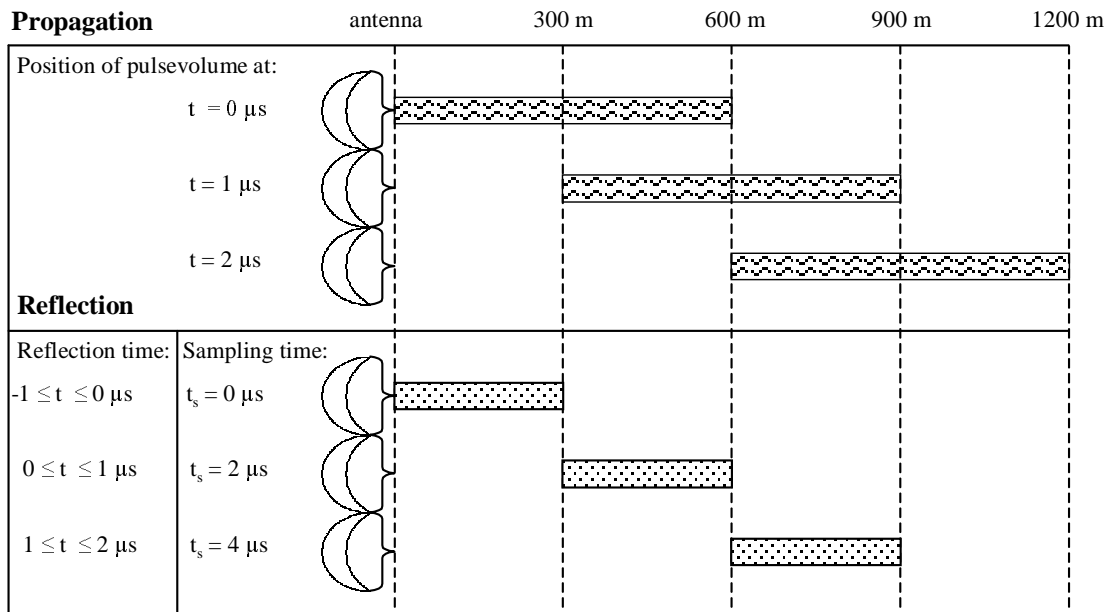 Propagation antenna 300 m 600 m 900 m 1200 m
Position of pulsevolume at:
t = 0 µs
t = 1 µs
t = 2 µs
Reflection
Reflection time: Sampling time:
-1 ≤ t ≤ 0 µs t_s = 0 µs
0 ≤ t ≤ 1 µs t_s = 2 µs
1 ≤ t ≤ 2 µs t_s = 4 µs